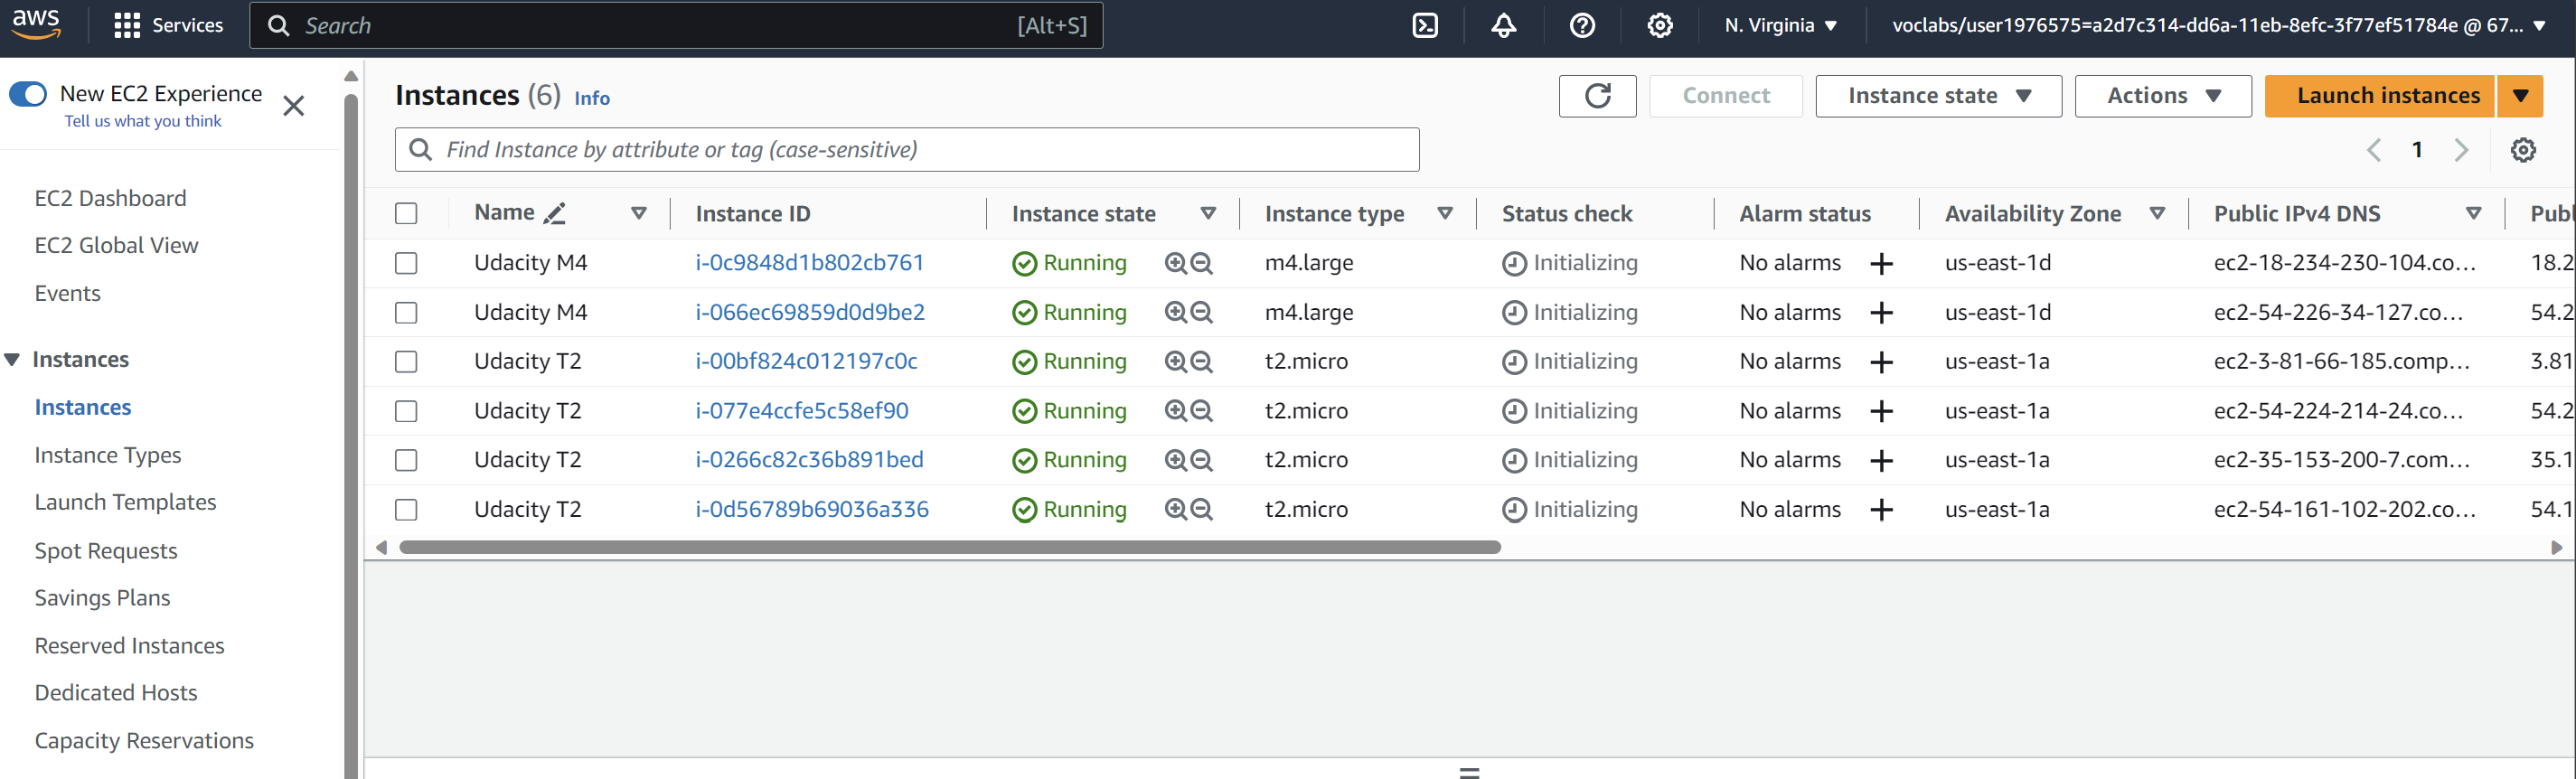 aws Services Search [Alt+S] N. Virginia voclabs/user1976575=a2d7c314-dd6a-11eb-8efc-3f77ef51784e @ 67...
New EC2 Experience
Tell us what you think
EC2 Dashboard
EC2 Global View
Events
Instances
Instances
Instance Types
Launch Templates
Spot Requests
Savings Plans
Reserved Instances
Dedicated Hosts
Capacity Reservations
Instances (6) Info Connect Instance state Actions Launch instances
Find Instance by attribute or tag (case-sensitive) 1
Name Instance ID Instance state Instance type Status check Alarm status Availability Zone Public IPv4 DNS Publ
Udacity M4 i-0c9848d1b802cb761 Running m4.large Initializing No alarms + us-east-1d ec2-18-234-230-104.co... 18.2
Udacity M4 i-066ec69859d0d9be2 Running m4.large Initializing No alarms + us-east-1d ec2-54-226-34-127.co... 54.2
Udacity T2 i-00bf824c012197c0c Running t2.micro Initializing No alarms + us-east-1a ec2-3-81-66-185.comp... 3.81
Udacity T2 i-077e4ccfe5c58ef90 Running t2.micro Initializing No alarms + us-east-1a ec2-54-224-214-24.co... 54.2
Udacity T2 i-0266c82c36b891bed Running t2.micro Initializing No alarms + us-east-1a ec2-35-153-200-7.com... 35.1
Udacity T2 i-0d56789b69036a336 Running t2.micro Initializing No alarms + us-east-1a ec2-54-161-102-202.co... 54.1